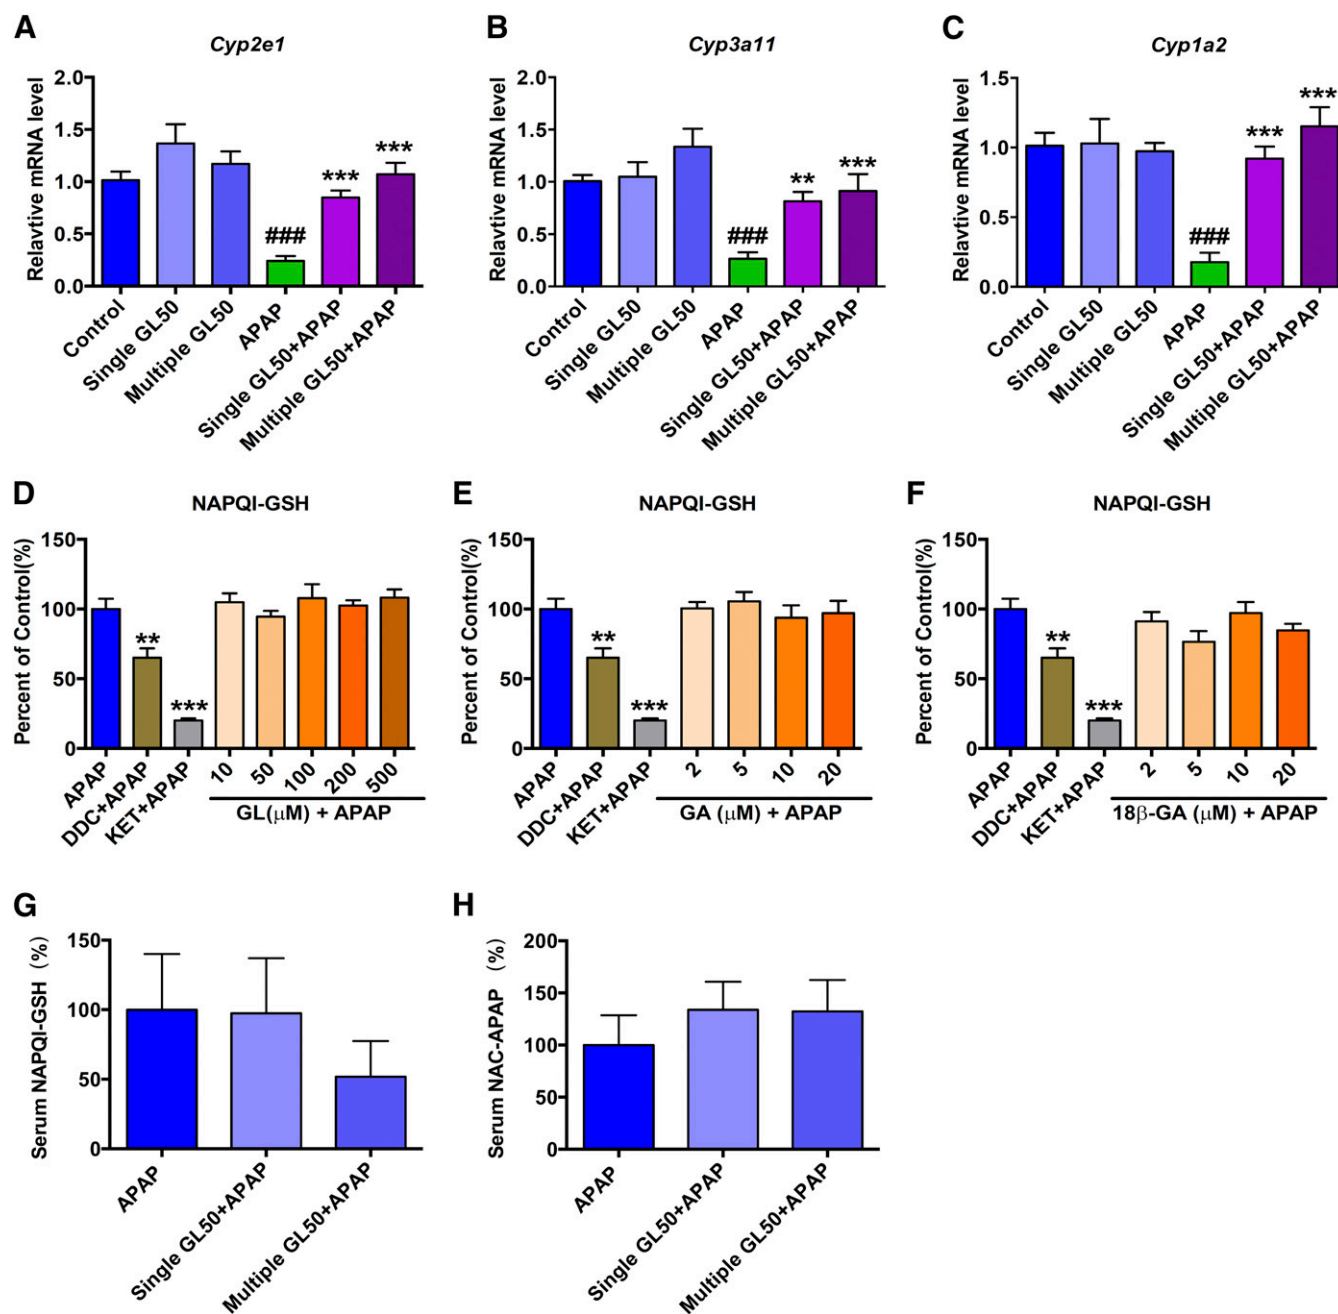 A
Cyp2e1
Relavtive mRNA level
2.0
1.5
1.0
0.5
0.0
###
***
***
Control
Single GL50
Multiple GL50
APAP
Single GL50+APAP
Multiple GL50+APAP
B
Cyp3a11
Relavtive mRNA level
2.0
1.5
1.0
0.5
0.0
###
**
***
Control
Single GL50
Multiple GL50
APAP
Single GL50+APAP
Multiple GL50+APAP
C
Cyp1a2
Relavtive mRNA level
1.5
1.0
0.5
0.0
###
***
***
Control
Single GL50
Multiple GL50
APAP
Single GL50+APAP
Multiple GL50+APAP
D
NAPQI-GSH
Percent of Control(%)
150
100
50
0
**
***
APAP
DDC+APAP
KET+APAP
10
50
100
200
500
GL(μM) + APAP
E
NAPQI-GSH
Percent of Control(%)
150
100
50
0
**
***
APAP
DDC+APAP
KET+APAP
2
5
10
20
GA (μM) + APAP
F
NAPQI-GSH
Percent of Control(%)
150
100
50
0
**
***
APAP
DDC+APAP
KET+APAP
2
5
10
20
18β-GA (μM) + APAP
G
Serum NAPQI-GSH (%)
150
100
50
0
APAP
Single GL50+APAP
Multiple GL50+APAP
H
Serum NAC-APAP (%)
200
150
100
50
0
APAP
Single GL50+APAP
Multiple GL50+APAP